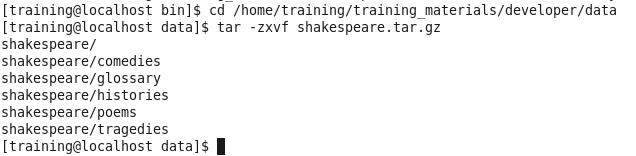 [training@localhost bin]$ cd /home/training/training_materials/developer/data
[training@localhost data]$ tar -zxvf shakespeare.tar.gz
shakespeare/
shakespeare/comedies
shakespeare/glossary
shakespeare/histories
shakespeare/poems
shakespeare/tragedies
[training@localhost data]$